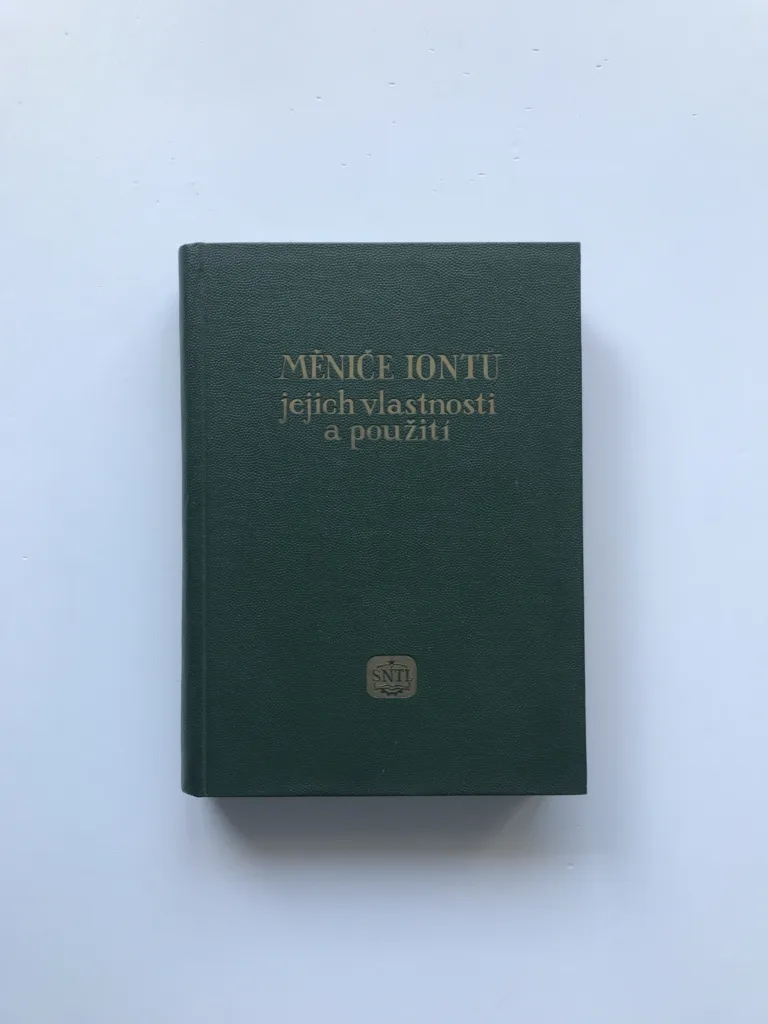 MĚNIČE IONTŮ
jejich vlastnosti
a použití
SNTL